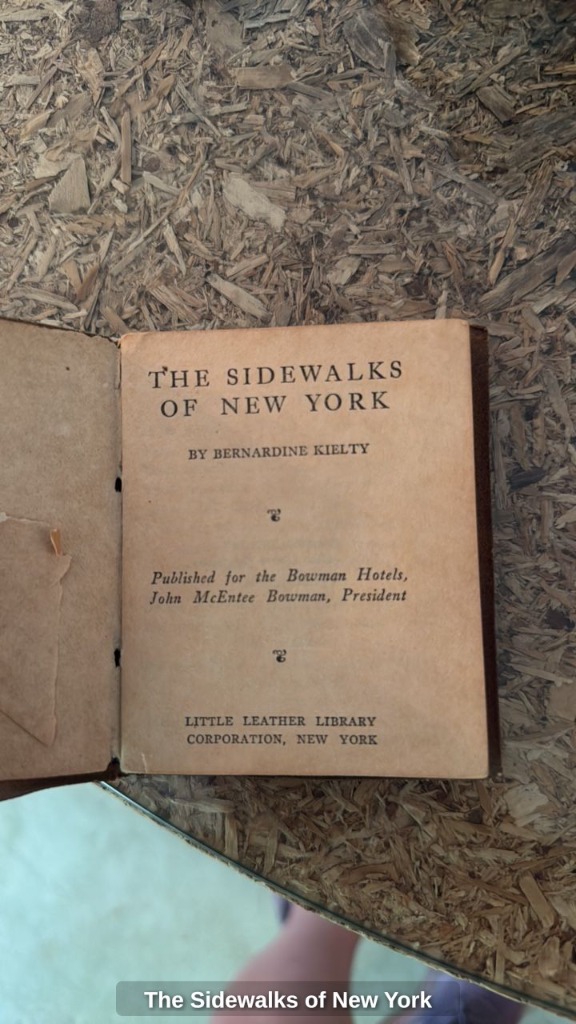 THE SIDEWALKS
OF NEW YORK
BY BERNARDINE KIELTY
Published for the Bowman Hotels,
John McEntee Bowman, President
LITTLE LEATHER LIBRARY
CORPORATION, NEW YORK
The Sidewalks of New York